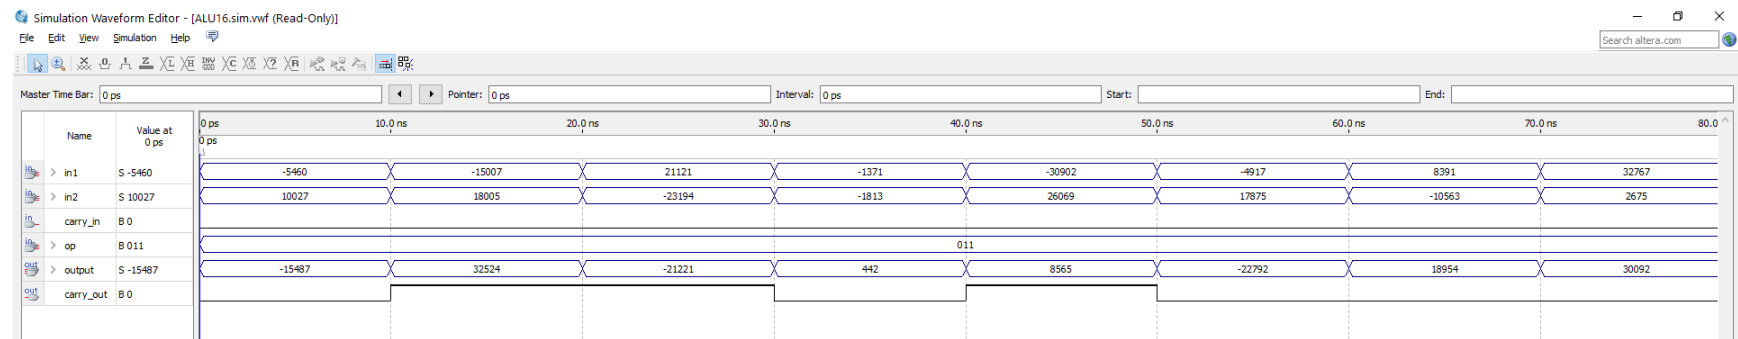 Simulation Waveform Editor - [ALU16.sim.vwf (Read-Only)]
File Edit View Simulation Help
Search altera.com
Master Time Bar: 0 ps Pointer: 0 ps Interval: 0 ps Start: End:
Name Value at 0 ps
0 ps 10.0 ns 20.0 ns 30.0 ns 40.0 ns 50.0 ns 60.0 ns 70.0 ns 80.0
0 ps
in1 S -5460 -5460 -15007 21121 -1371 -30902 -4917 8391 32767
in2 S 10027 10027 18005 -23194 -1813 26069 17875 -10563 2675
carry_in B 0
op B 011 011
output S -15487 -15487 32524 -21221 442 8565 -22792 18954 30092
carry_out B 0